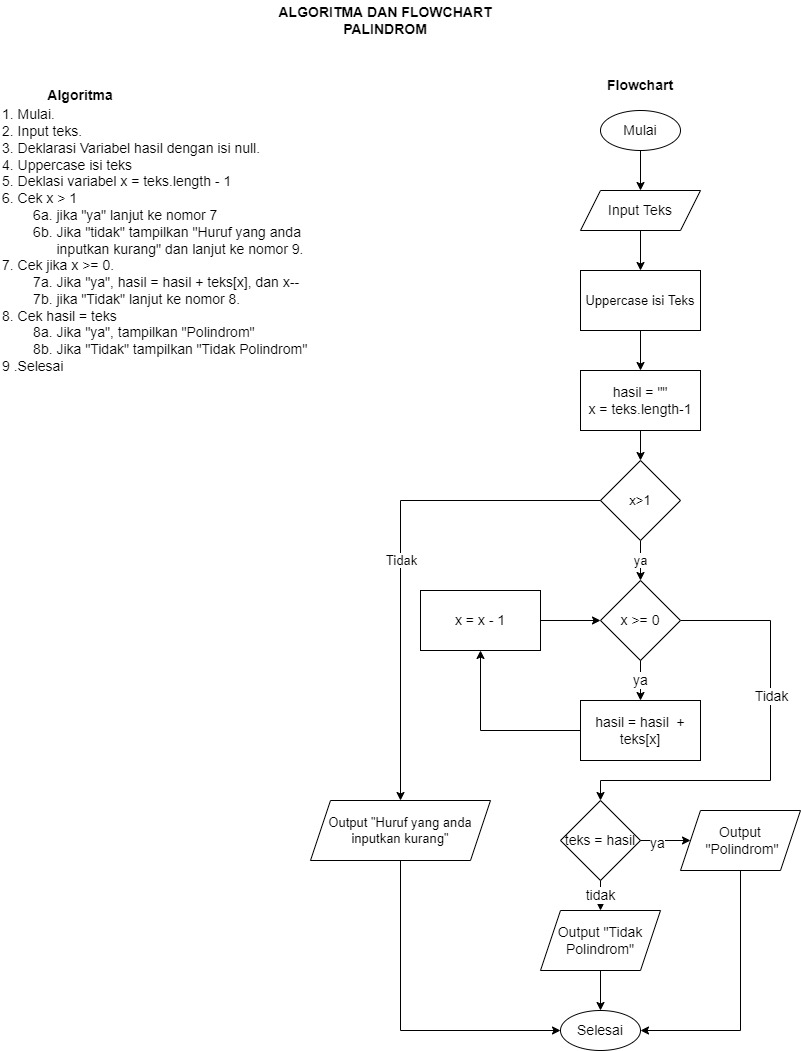 ALGORITMA DAN FLOWCHART
PALINDROM
Algoritma
1. Mulai.
2. Input teks.
3. Deklarasi Variabel hasil dengan isi null.
4. Uppercase isi teks
5. Deklasi variabel x = teks.length - 1
6. Cek x > 1
6a. jika "ya" lanjut ke nomor 7
6b. Jika "tidak" tampilkan "Huruf yang anda
inputkan kurang" dan lanjut ke nomor 9.
7. Cek jika x >= 0.
7a. Jika "ya", hasil = hasil + teks[x], dan x--
7b. jika "Tidak" lanjut ke nomor 8.
8. Cek hasil = teks
8a. Jika "ya", tampilkan "Polindrom"
8b. Jika "Tidak" tampilkan "Tidak Polindrom"
9 .Selesai
Flowchart
Mulai
Input Teks
Uppercase isi Teks
hasil = ""
x = teks.length-1
x>1
Tidak
ya
x = x - 1
x >= 0
ya
Tidak
hasil = hasil +
teks[x]
Output "Huruf yang anda
inputkan kurang"
teks = hasil
ya
Output
"Polindrom"
tidak
Output "Tidak
Polindrom"
Selesai